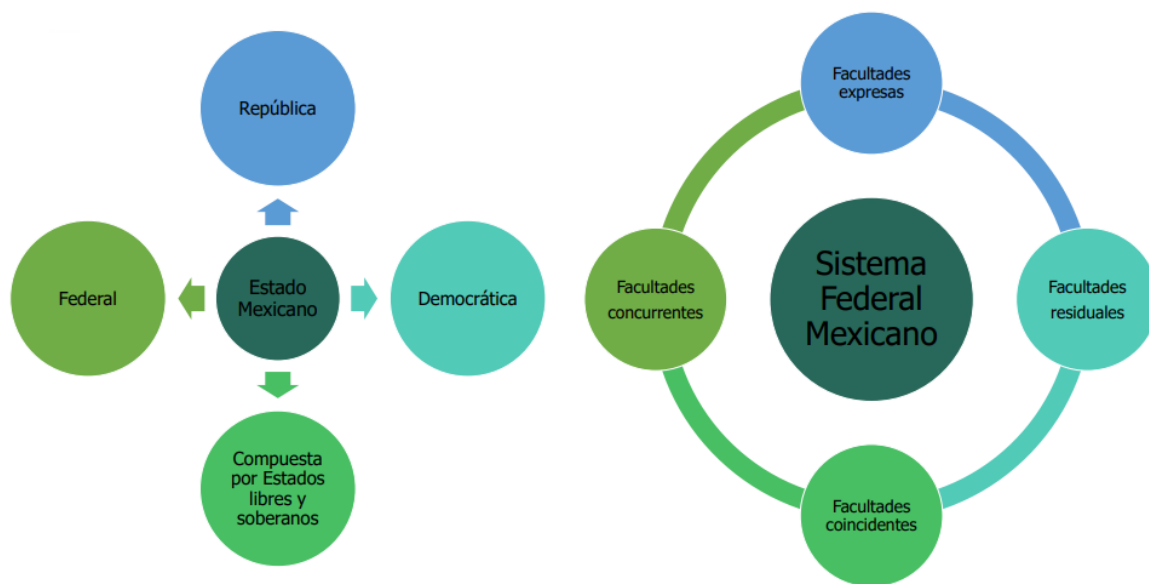 República
Federal
Estado
Mexicano
Democrática
Compuesta
por Estados
libres y
soberanos
Facultades
expresas
Facultades
concurrentes
Sistema
Federal
Mexicano
Facultades
residuales
Facultades
coincidentes